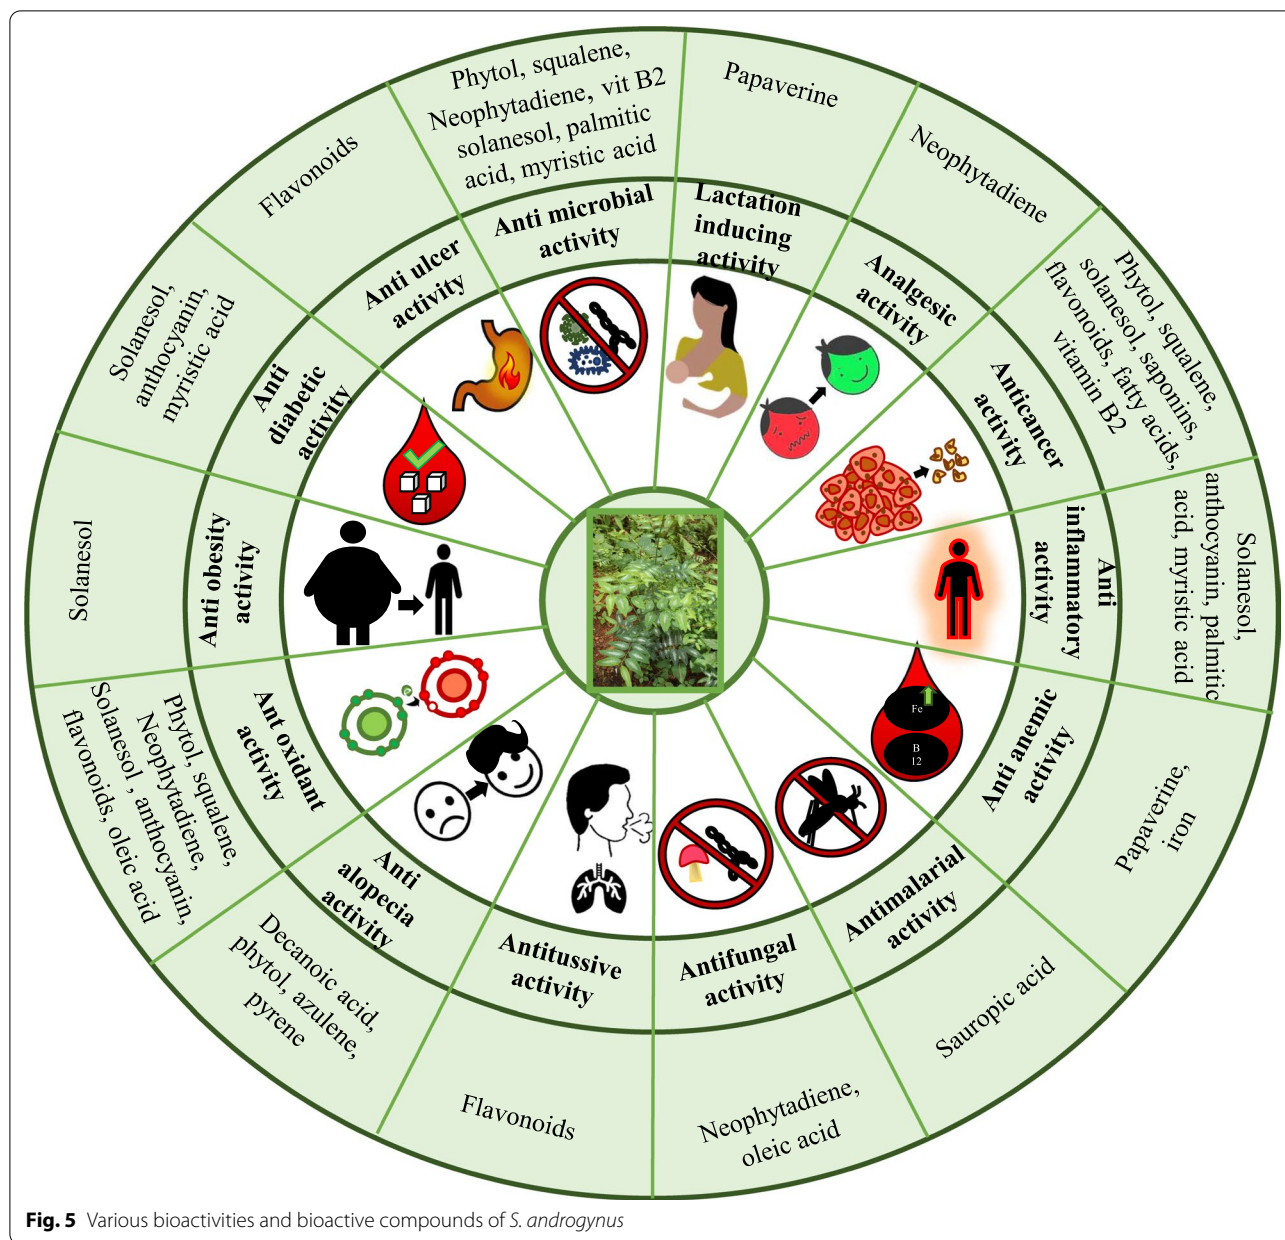 Phytol, squalene,
Neophytadiene, vit B2
solanesol, palmitic
acid, myristic acid
Anti microbial
activity
Papaverine
Lactation
inducing
activity
Neophytadiene
Analgesic
activity
Phytol, squalene,
solanesol, saponins,
flavonoids, fatty acids,
vitamin B2
Anticancer
activity
Solanesol,
anthocyanin, palmitic
acid, myristic acid
Anti
inflammatory
activity
Papaverine,
iron
Anti anemic
activity
Fe
B
12
Sauropic acid
Antimalarial
activity
Neophytadiene,
oleic acid
Antifungal
activity
Flavonoids
Antitussive
activity
Decanoic acid,
phytol, azulene,
pyrene
Anti
alopecia
activity
Phytol, squalene,
Neophytadiene,
Solanesol , anthocyanin,
flavonoids, oleic acid
Ant oxidant
activity
e
Solanesol
Anti obesity
activity
Solanesol,
anthocyanin,
myristic acid
Anti
diabetic
activity
Flavonoids
Anti ulcer
activity
Fig. 5 Various bioactivities and bioactive compounds of S. androgynus